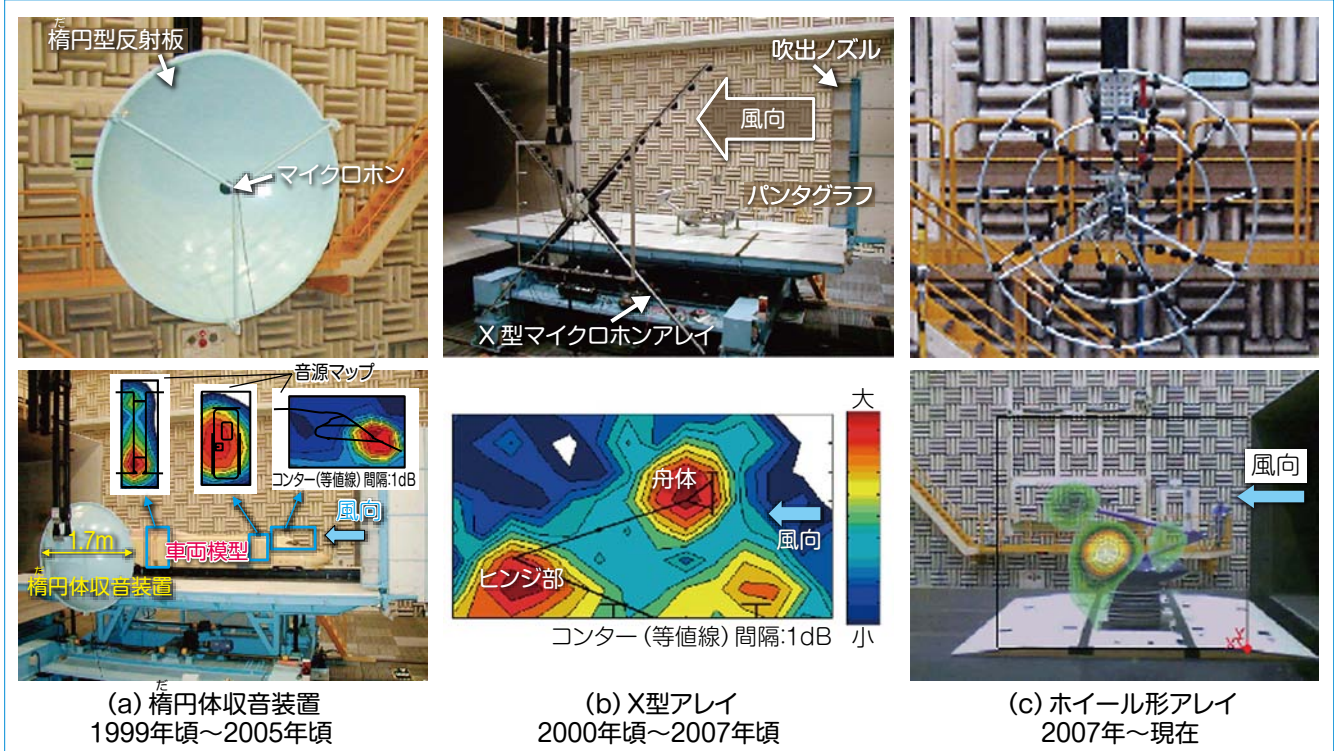 楕円型反射板
だ
マイクロホン
吹出ノズル
風向
パンタグラフ
X型マイクロホンアレイ
音源マップ
コンター(等値線)間隔:1dB
風向
1.7m
車両模型
だ
楕円体収音装置
大
舟体
風向
ヒンジ部
コンター(等値線)間隔:1dB
小
風向
Y
X
だ
(a)楕円体収音装置
1999年頃～2005年頃
(b)X型アレイ
2000年頃～2007年頃
(c)ホイール形アレイ
2007年～現在